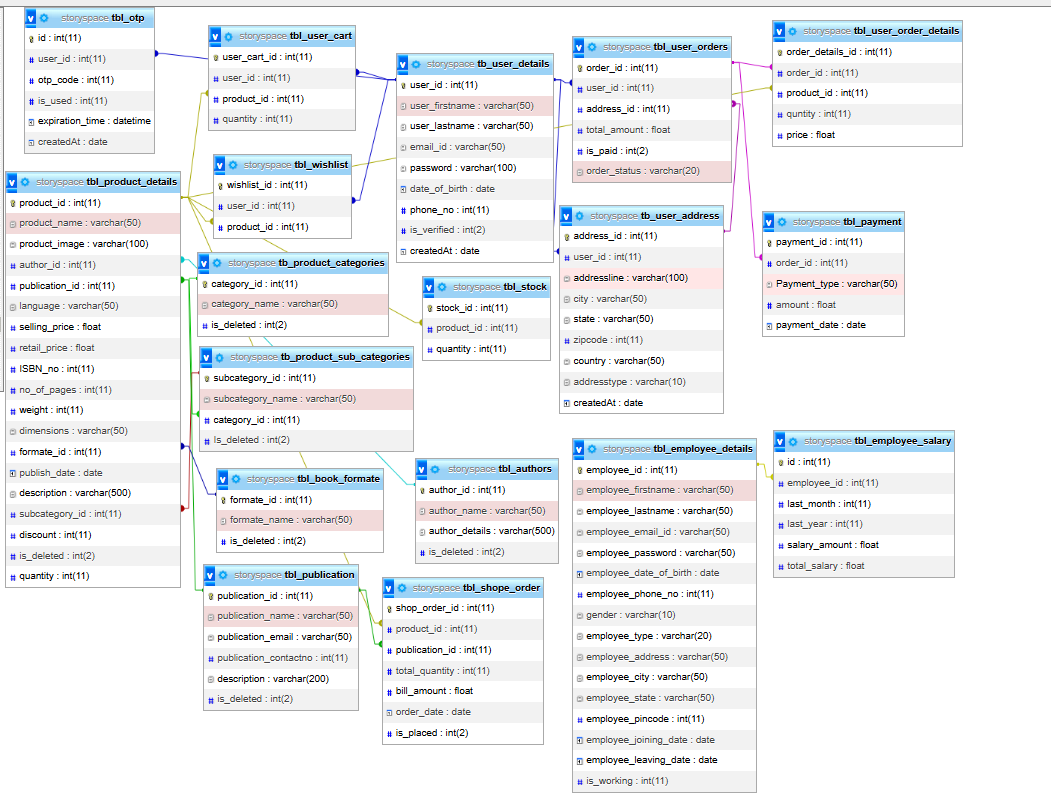 storyspace tbl_otp
id : int(11)
user_id : int(11)
otp_code : int(11)
is_used : int(11)
expiration_time : datetime
createdAt : date
storyspace tbl_user_cart
user_cart_id : int(11)
user_id : int(11)
product_id : int(11)
quantity : int(11)
storyspace tb_user_details
user_id : int(11)
user_firstname : varchar(50)
user_lastname : varchar(50)
email_id : varchar(50)
password : varchar(100)
date_of_birth : date
phone_no : int(11)
is_verified : int(2)
createdAt : date
storyspace tbl_user_orders
order_id : int(11)
user_id : int(11)
address_id : int(11)
total_amount : float
is_paid : int(2)
order_status : varchar(20)
storyspace tbl_user_order_details
order_details_id : int(11)
order_id : int(11)
product_id : int(11)
quntity : int(11)
price : float
storyspace tbl_wishlist
wishlist_id : int(11)
user_id : int(11)
product_id : int(11)
storyspace tbl_product_details
product_id : int(11)
product_name : varchar(50)
product_image : varchar(100)
author_id : int(11)
publication_id : int(11)
language : varchar(50)
selling_price : float
retail_price : float
ISBN_no : int(11)
no_of_pages : int(11)
weight : int(11)
dimensions : varchar(50)
formate_id : int(11)
publish_date : date
description : varchar(500)
subcategory_id : int(11)
discount : int(11)
is_deleted : int(2)
quantity : int(11)
storyspace tb_product_categories
category_id : int(11)
category_name : varchar(50)
is_deleted : int(2)
storyspace tbl_stock
stock_id : int(11)
product_id : int(11)
quantity : int(11)
storyspace tb_user_address
address_id : int(11)
user_id : int(11)
addressline : varchar(100)
city : varchar(50)
state : varchar(50)
zipcode : int(11)
country : varchar(50)
addresstype : varchar(10)
createdAt : date
storyspace tbl_payment
payment_id : int(11)
order_id : int(11)
Payment_type : varchar(50)
amount : float
payment_date : date
storyspace tb_product_sub_categories
subcategory_id : int(11)
subcategory_name : varchar(50)
category_id : int(11)
Is_deleted : int(2)
storyspace tbl_book_formate
formate_id : int(11)
formate_name : varchar(50)
is_deleted : int(2)
storyspace tbl_authors
author_id : int(11)
author_name : varchar(50)
author_details : varchar(500)
is_deleted : int(2)
storyspace tbl_employee_details
employee_id : int(11)
employee_firstname : varchar(50)
employee_lastname : varchar(50)
employee_email_id : varchar(50)
employee_password : varchar(50)
employee_date_of_birth : date
employee_phone_no : int(11)
gender : varchar(10)
employee_type : varchar(20)
employee_address : varchar(50)
employee_city : varchar(50)
employee_state : varchar(50)
employee_pincode : int(11)
employee_joining_date : date
employee_leaving_date : date
is_working : int(11)
storyspace tbl_employee_salary
id : int(11)
employee_id : int(11)
last_month : int(11)
last_year : int(11)
salary_amount : float
total_salary : float
storyspace tbl_publication
publication_id : int(11)
publication_name : varchar(50)
publication_email : varchar(50)
publication_contactno : int(11)
description : varchar(200)
is_deleted : int(2)
storyspace tbl_shope_order
shop_order_id : int(11)
product_id : int(11)
publication_id : int(11)
total_quantity : int(11)
bill_amount : float
order_date : date
is_placed : int(2)